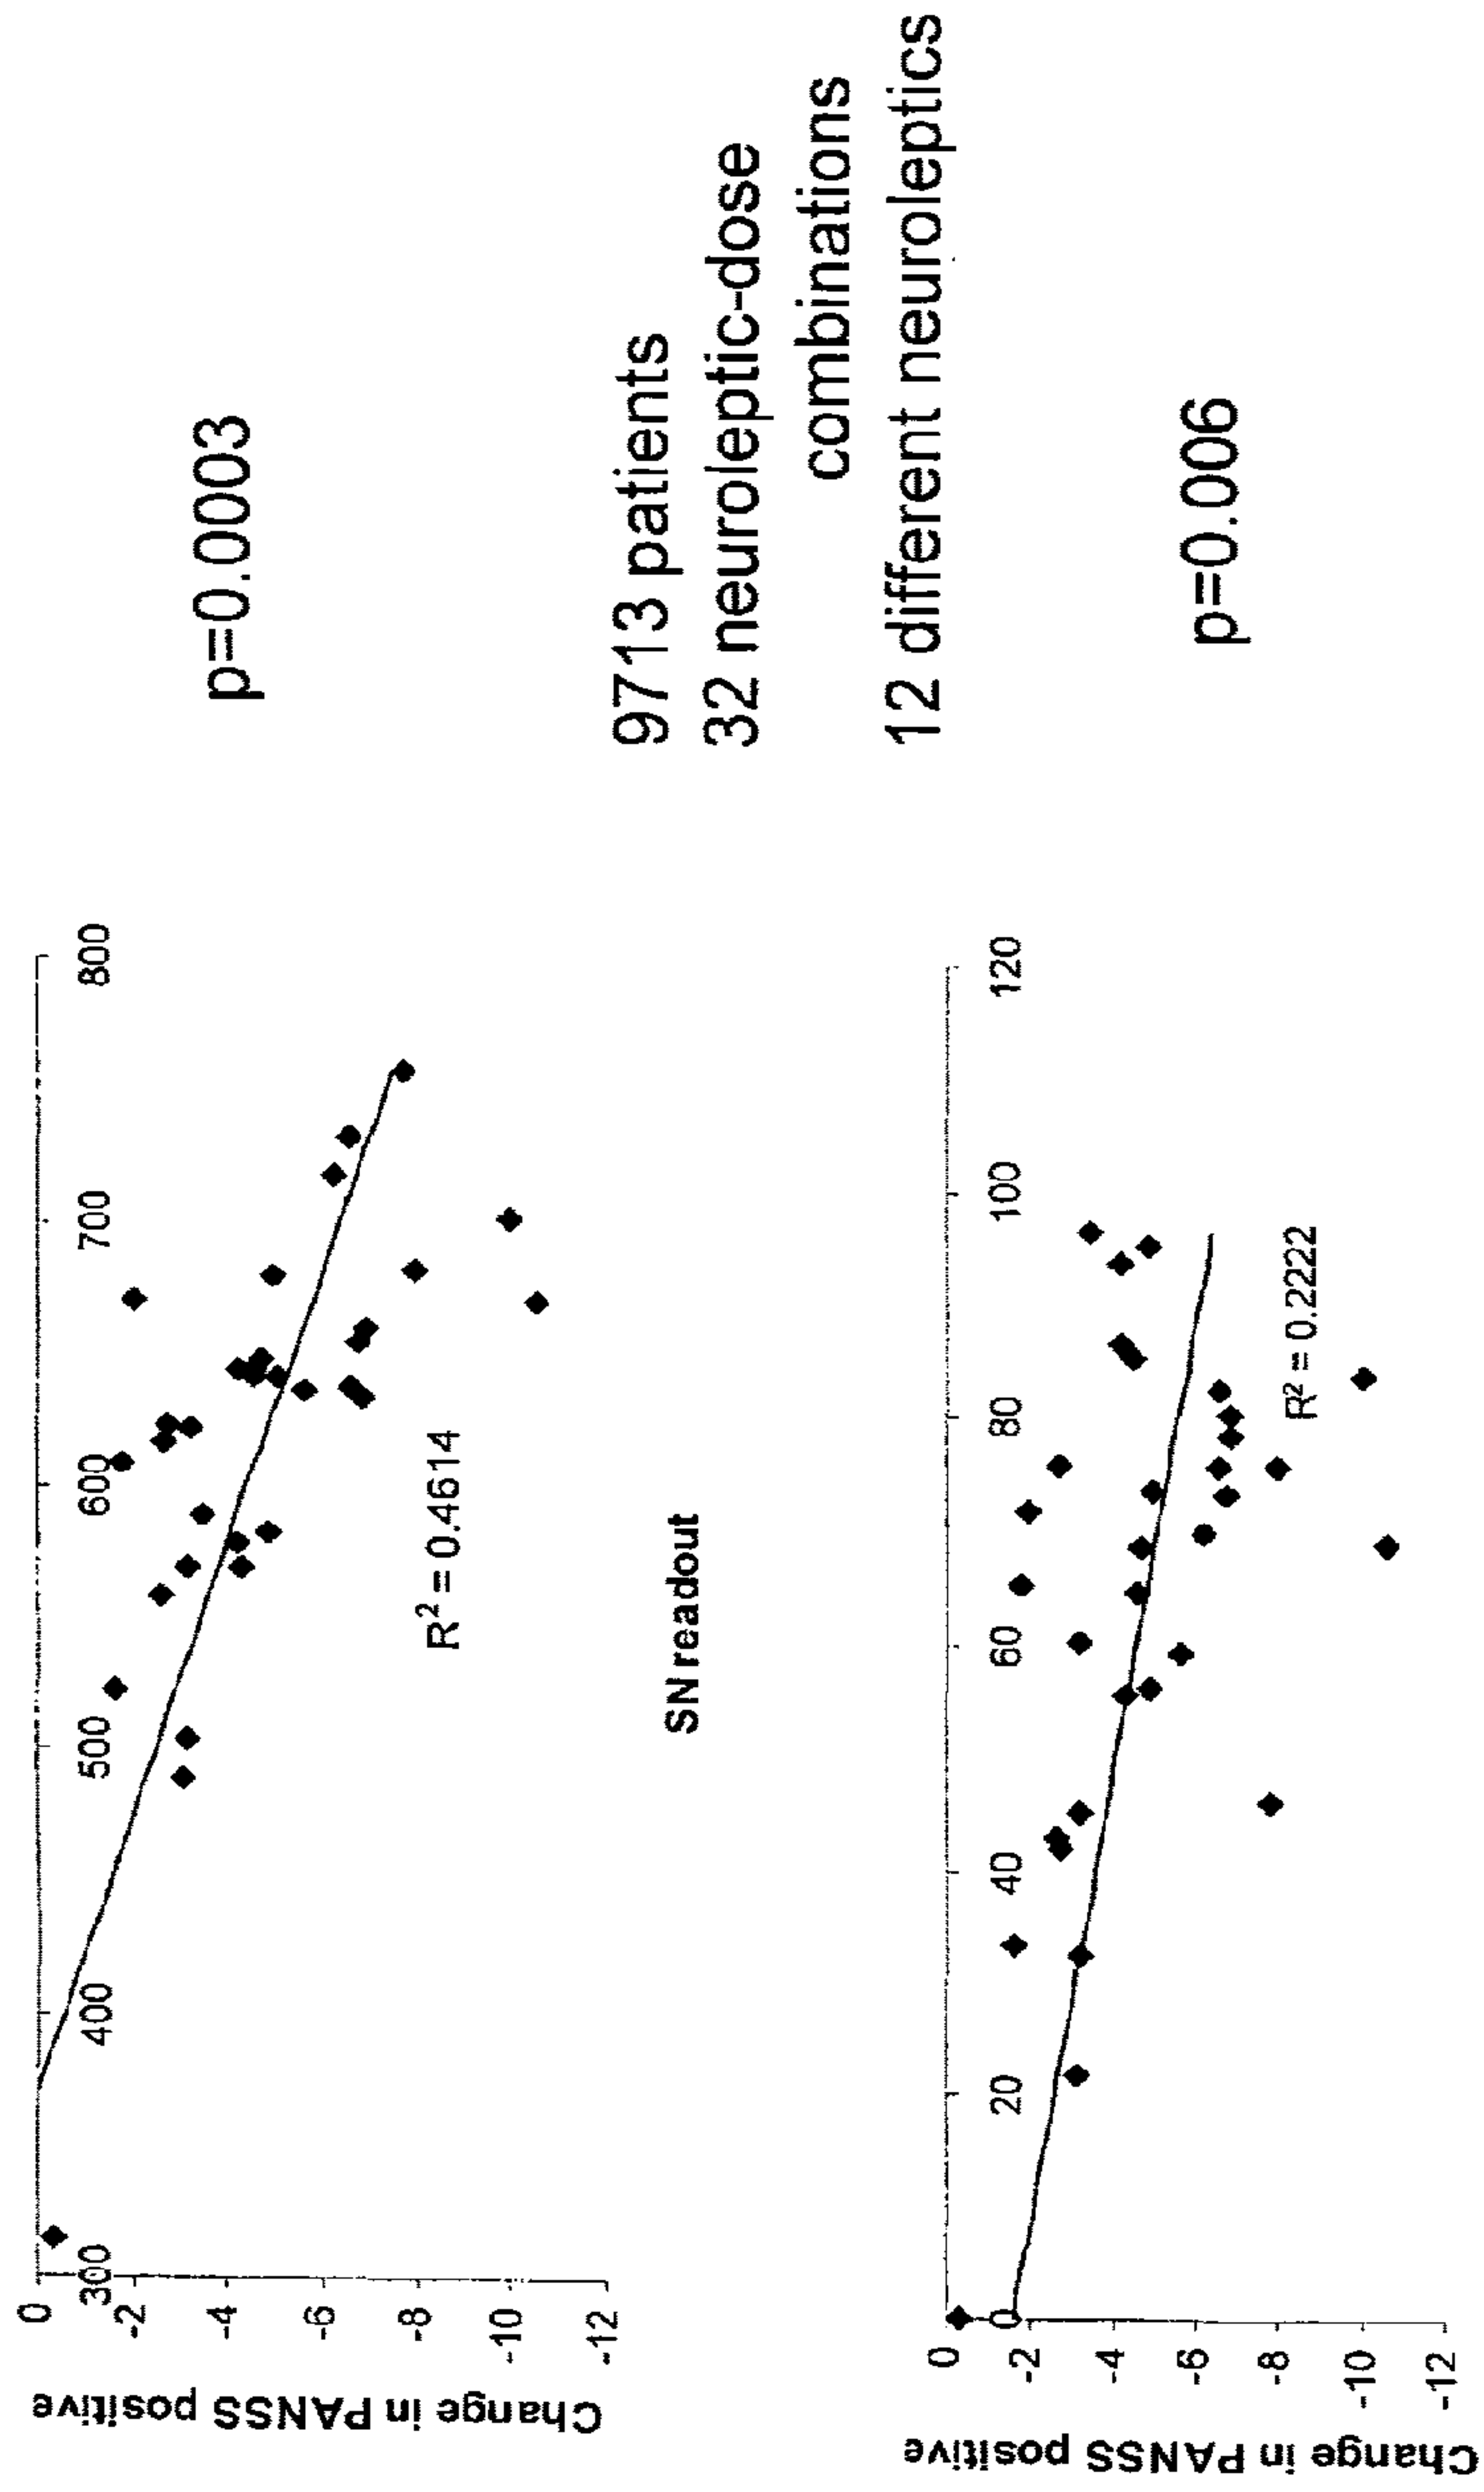 Change in PANSS positive
0
-2
-4
-6
-8
-10
-12
300
400
500
600
700
800
R² = 0.4614
SN readout
p=0.0003
9713 patients
32 neuroleptic-dose
combinations
12 different neuroleptics
Change in PANSS positive
0
-2
-4
-6
-8
-10
-12
0
20
40
60
80
100
120
R² = 0.2222
p=0.006